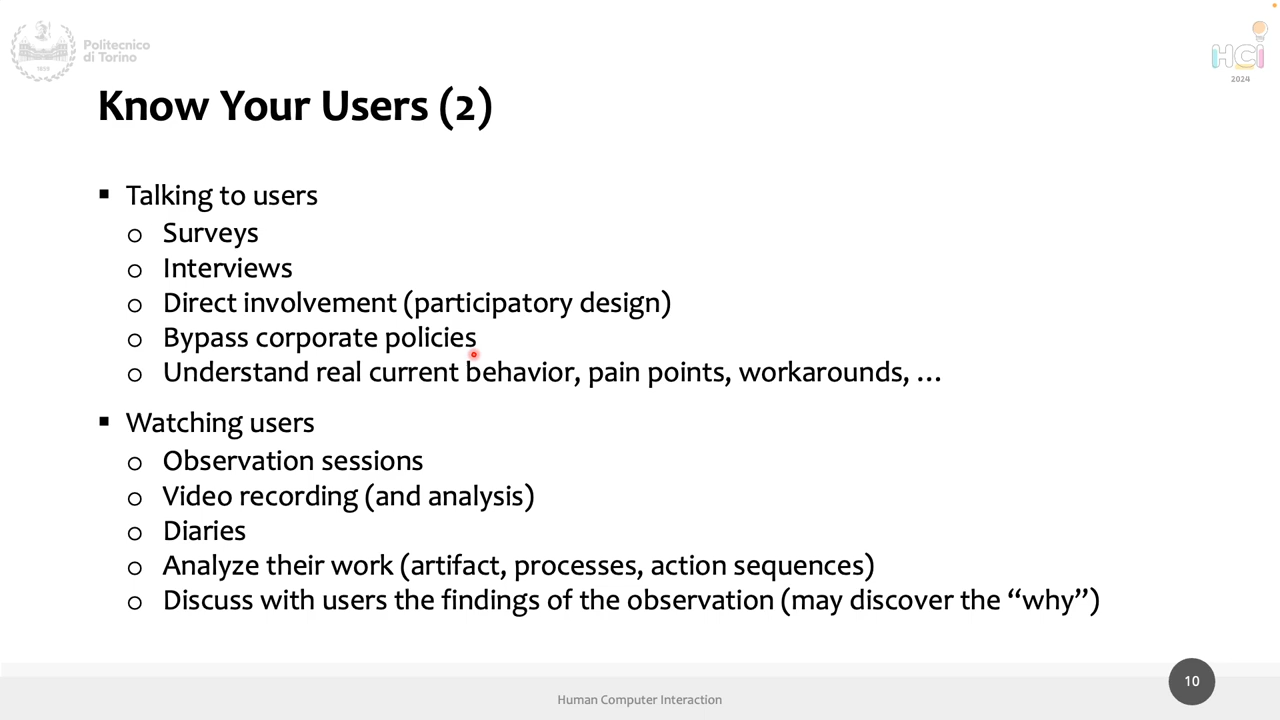 Politecnico
di Torino
1859
HCI
2024
Know Your Users (2)
▪ Talking to users
o Surveys
o Interviews
o Direct involvement (participatory design)
o Bypass corporate policies
o Understand real current behavior, pain points, workarounds, …
▪ Watching users
o Observation sessions
o Video recording (and analysis)
o Diaries
o Analyze their work (artifact, processes, action sequences)
o Discuss with users the findings of the observation (may discover the “why”)
Human Computer Interaction
10